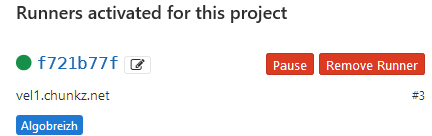 Runners activated for this project
f721b77f Pause Remove Runner
vel1.chunkz.net #3
Algobreizh